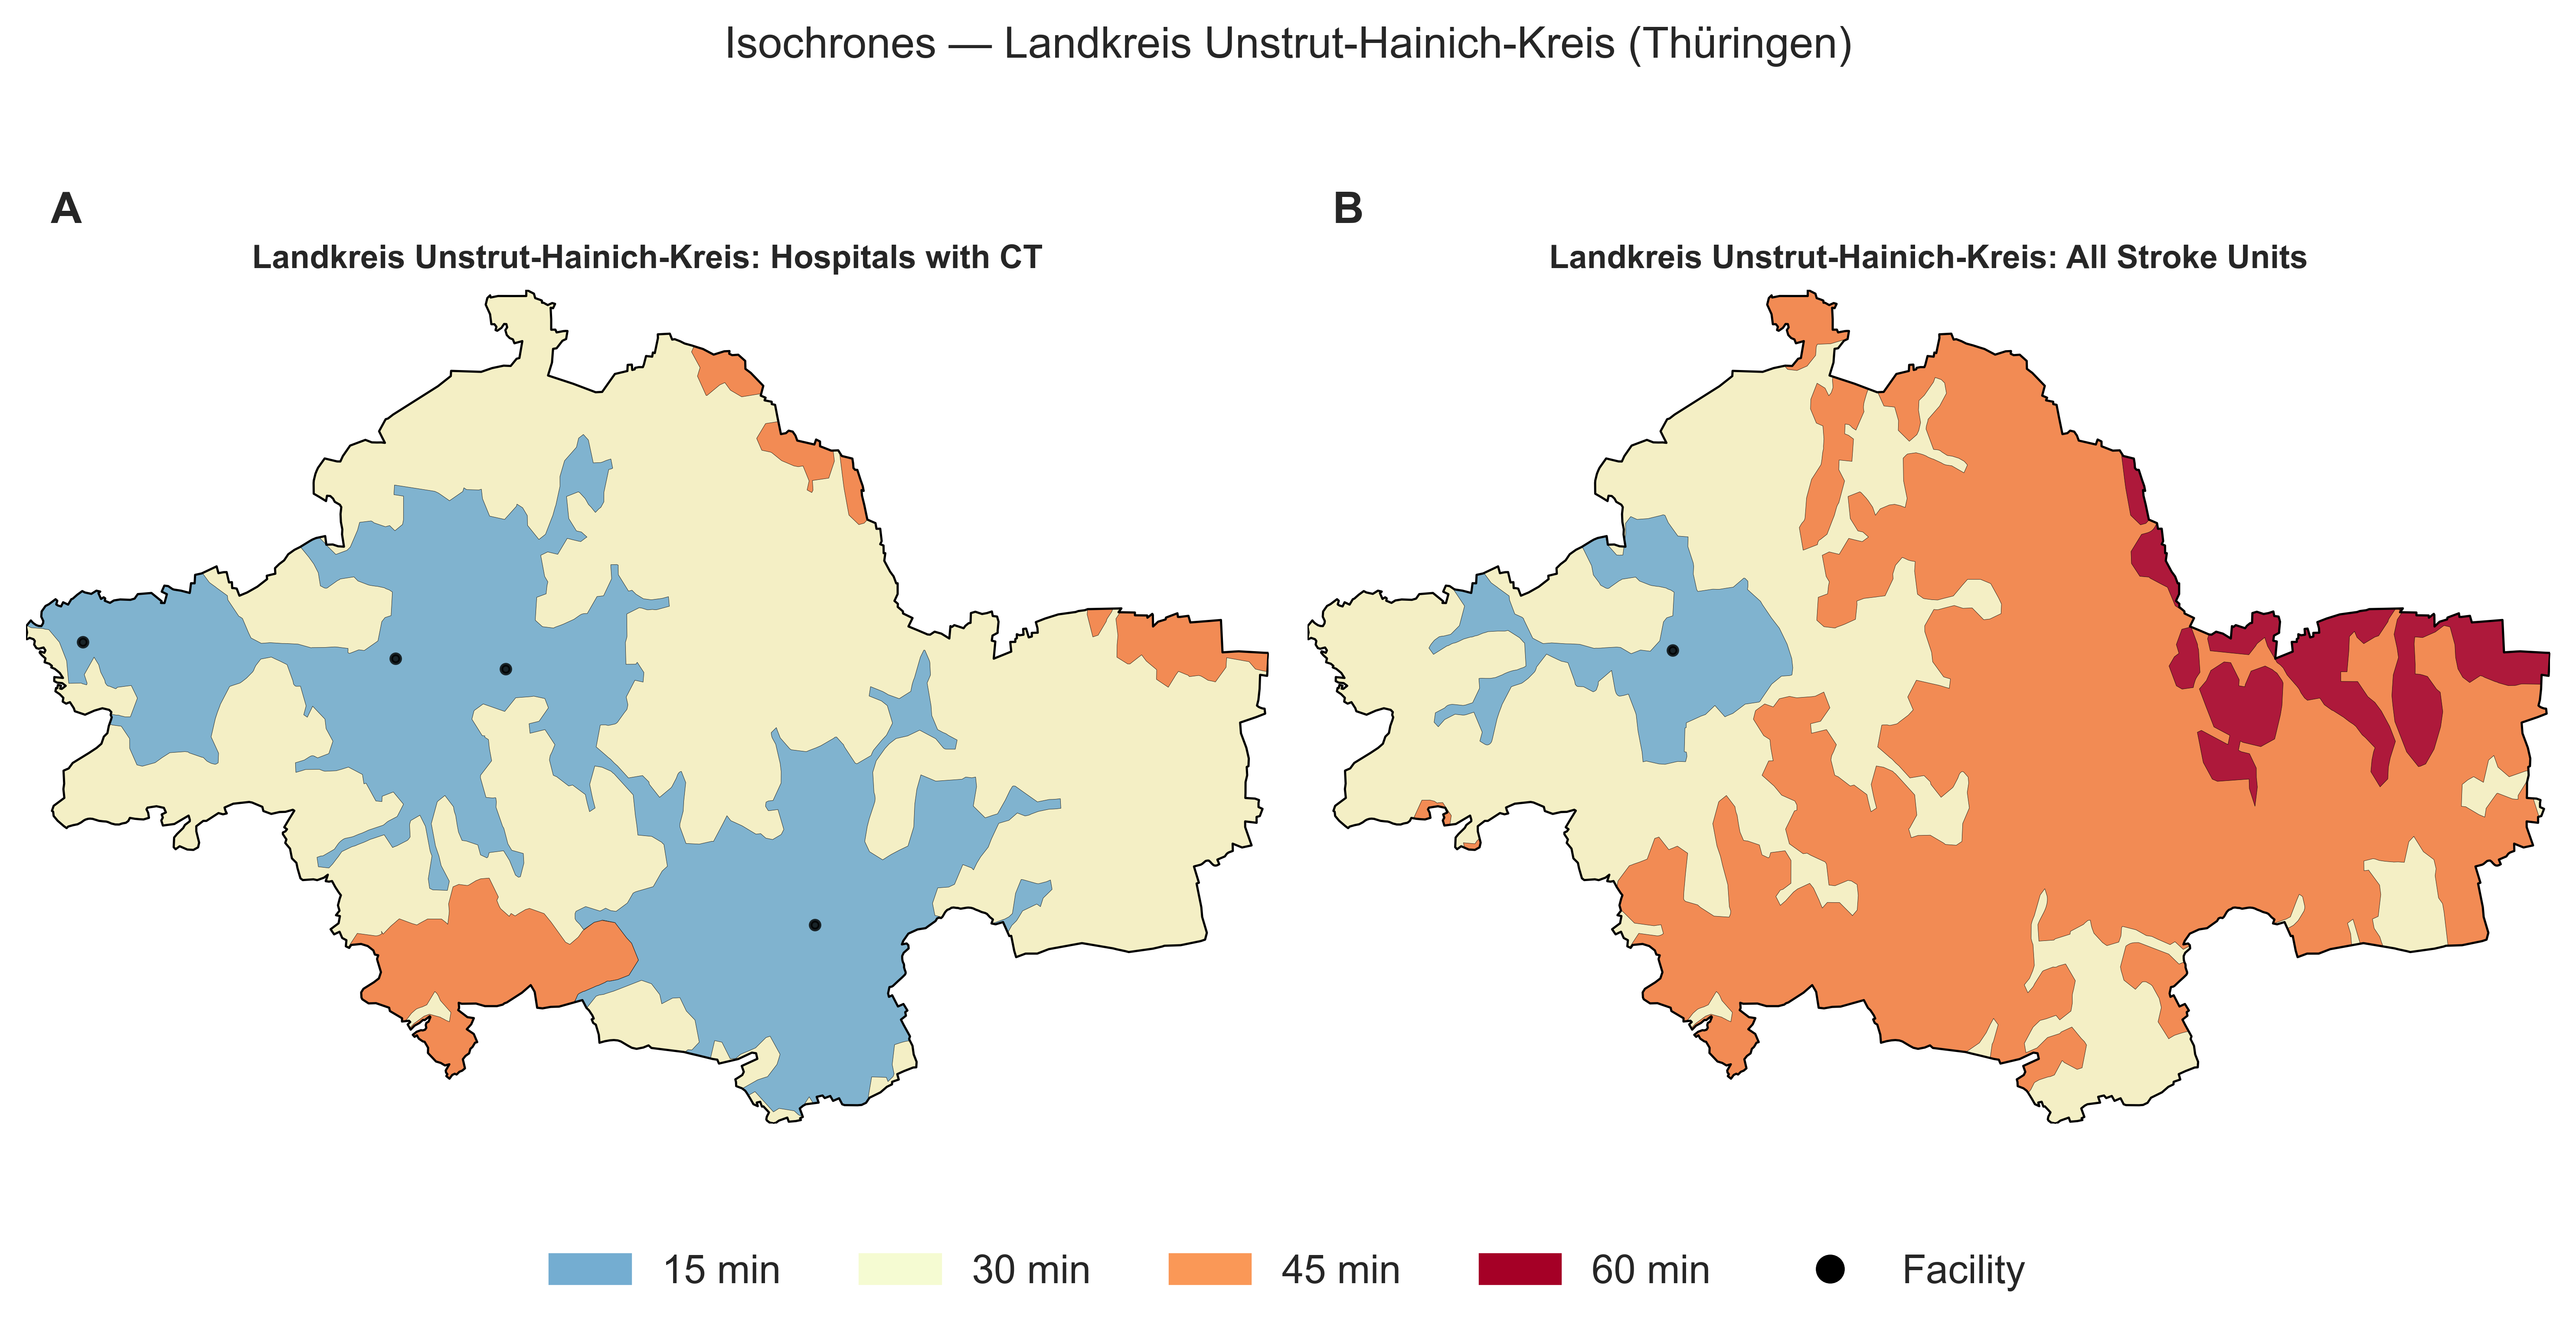 Isochrones — Landkreis Unstrut-Hainich-Kreis (Thüringen)
A
Landkreis Unstrut-Hainich-Kreis: Hospitals with CT
B
Landkreis Unstrut-Hainich-Kreis: All Stroke Units
15 min
30 min
45 min
60 min
Facility